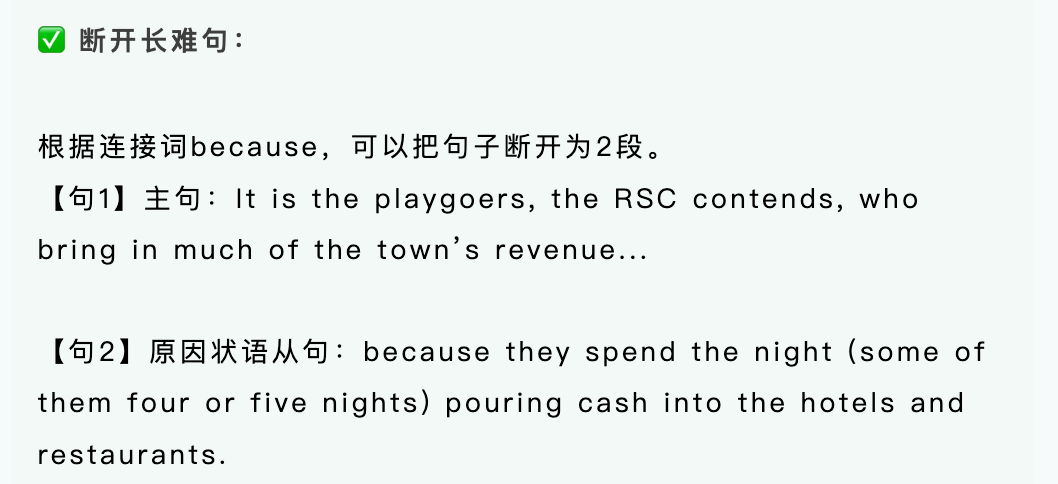 ✅ 断开长难句：
根据连接词because，可以把句子断开为2段。
【句1】主句：It is the playgoers, the RSC contends, who
bring in much of the town’s revenue...
【句2】原因状语从句：because they spend the night (some of
them four or five nights) pouring cash into the hotels and
restaurants.